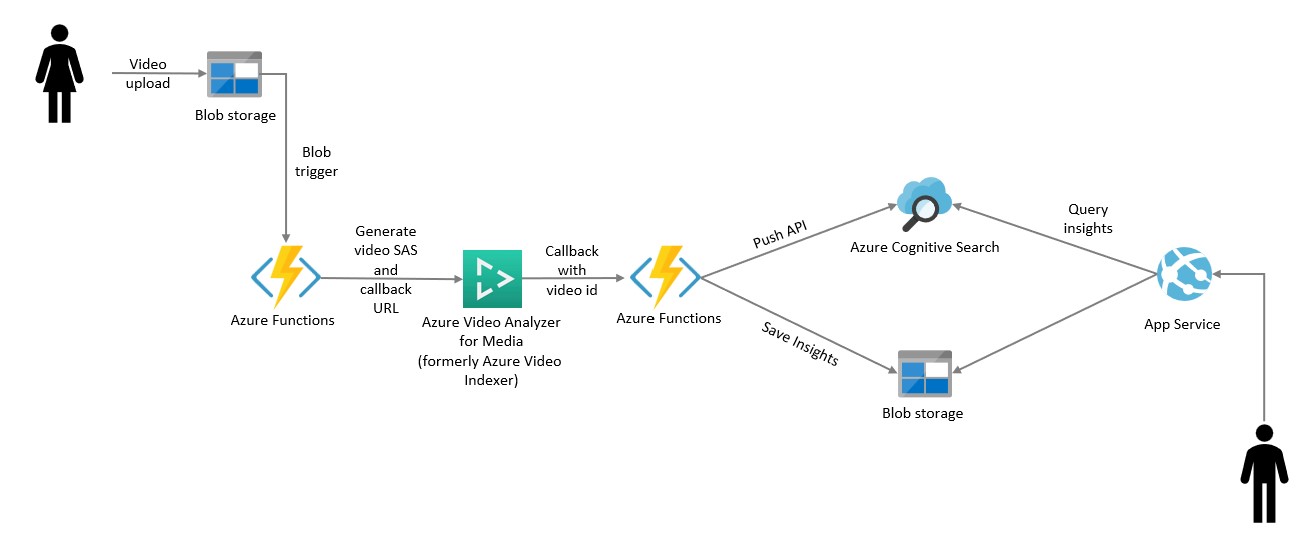 Video
upload
Blob storage
Blob
trigger
Generate
video SAS
and
callback
URL
Azure Functions
Callback
with
video id
Azure Video Analyzer
for Media
(formerly Azure Video
Indexer)
Azure Functions
Push API
Save Insights
Azure Cognitive Search
Query
insights
Blob storage
App Service